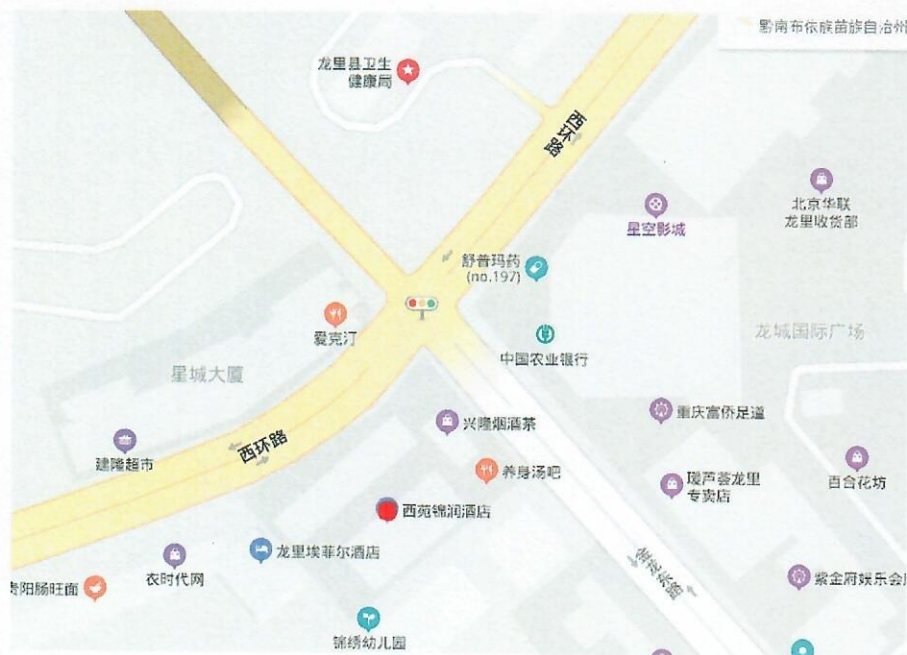 黔南布依族苗族自治州
龙里县卫生
健康局
西环路
北京华联
龙里收货部
星空影城
舒普玛药
(no.197)
爱克汀
中国农业银行
龙城国际广场
星城大厦
重庆富侨足道
兴隆烟酒茶
西环路
建隆超市
养身汤吧
瑷芦荟龙里
专卖店
百合花坊
西苑锦润酒店
龙里埃菲尔酒店
衣时代网
贵阳肠旺面
金龙东路
紫金府娱乐会
锦绣幼儿园